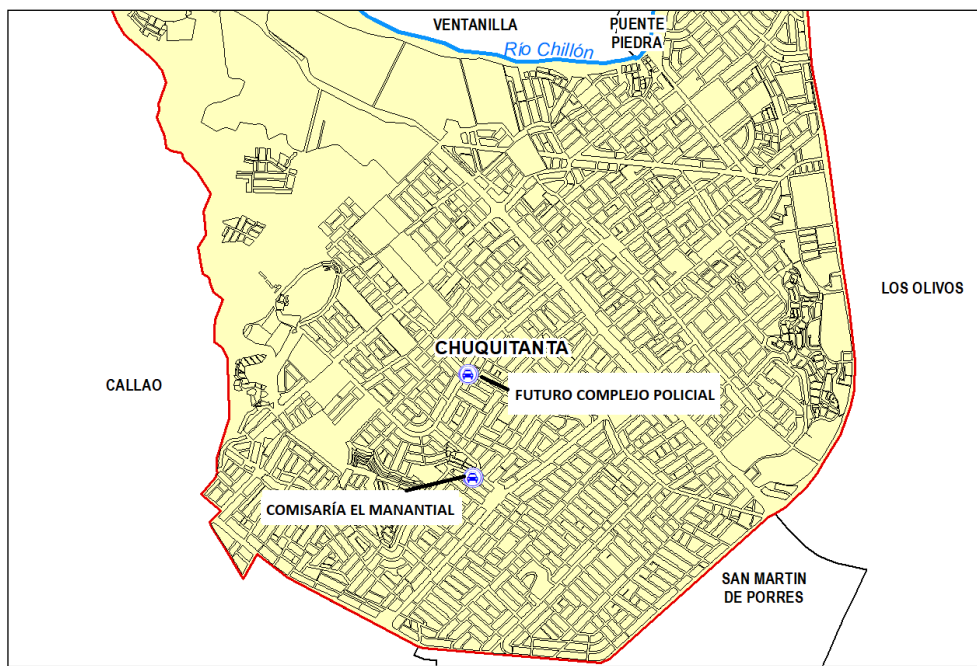 VENTANILLA
PUENTE
PIEDRA
Río Chillón
LOS OLIVOS
CHUQUITANTA
CALLAO
FUTURO COMPLEJO POLICIAL
COMISARÍA EL MANANTIAL
SAN MARTIN
DE PORRES